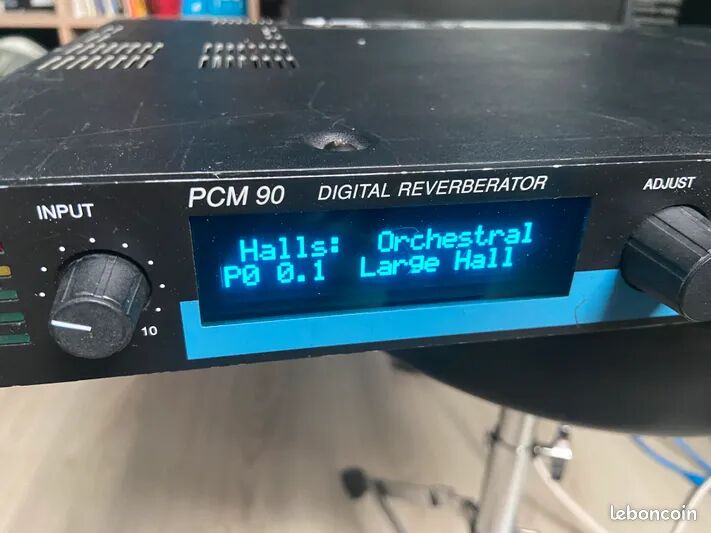 PCM 90 DIGITAL REVERBERATOR
ADJUST
INPUT
Halls: Orchestral
P0 0.1 Large Hall
10
leboncoin